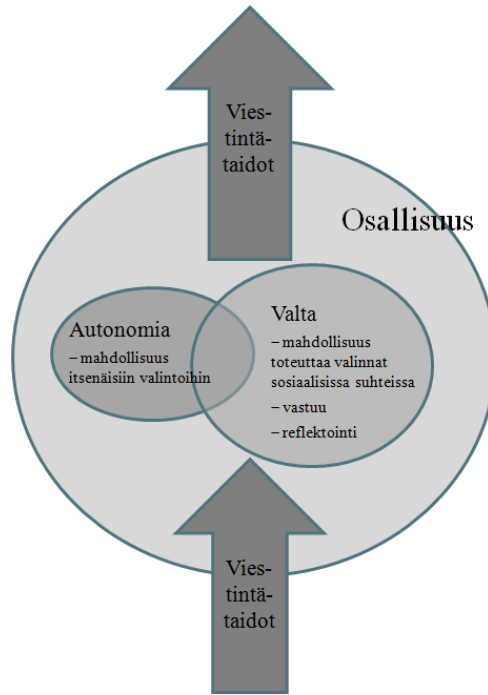 Vies-
tintä-
taidot
Osallisuus
Autonomia
– mahdollisuus
itsenäisiin valintoihin
Valta
– mahdollisuus
toteuttaa valinnat
sosiaalisissa suhteissa
– vastuu
– reflektointi
Vies-
tintä-
taidot